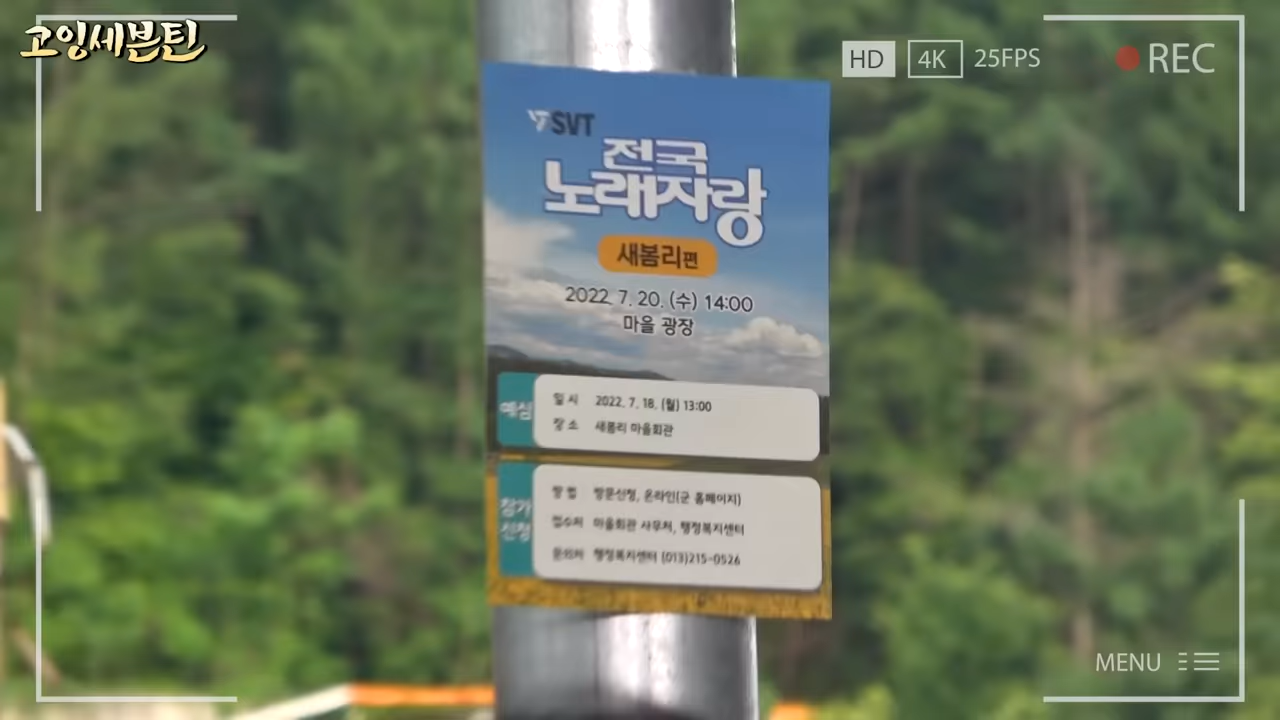 고잉세븐틴
HD 4K 25FPS REC
SVT
전국
노래자랑
새봄리편
2022. 7. 20. (수) 14:00
마을 광장
예심
일 시 2022. 7. 18. (월) 13:00
장 소 새봄리 마을회관
참가
신청
방 법 방문신청, 온라인(군 홈페이지)
접수처 마을회관 사무처, 행정복지센터
문의처 행정복지센터 (013)215-0526
MENU